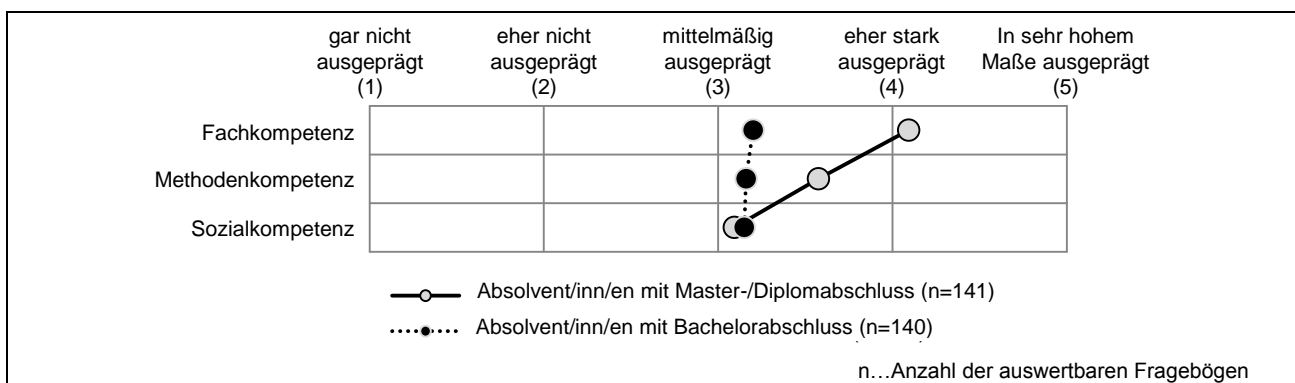 gar nicht eher nicht mittelmäßig eher stark In sehr hohem
ausgeprägt ausgeprägt ausgeprägt ausgeprägt Maße ausgeprägt
(1) (2) (3) (4) (5)
Fachkompetenz
Methodenkompetenz
Sozialkompetenz
Absolvent/inn/en mit Master-/Diplomabschluss (n=141)
Absolvent/inn/en mit Bachelorabschluss (n=140)
n…Anzahl der auswertbaren Fragebögen